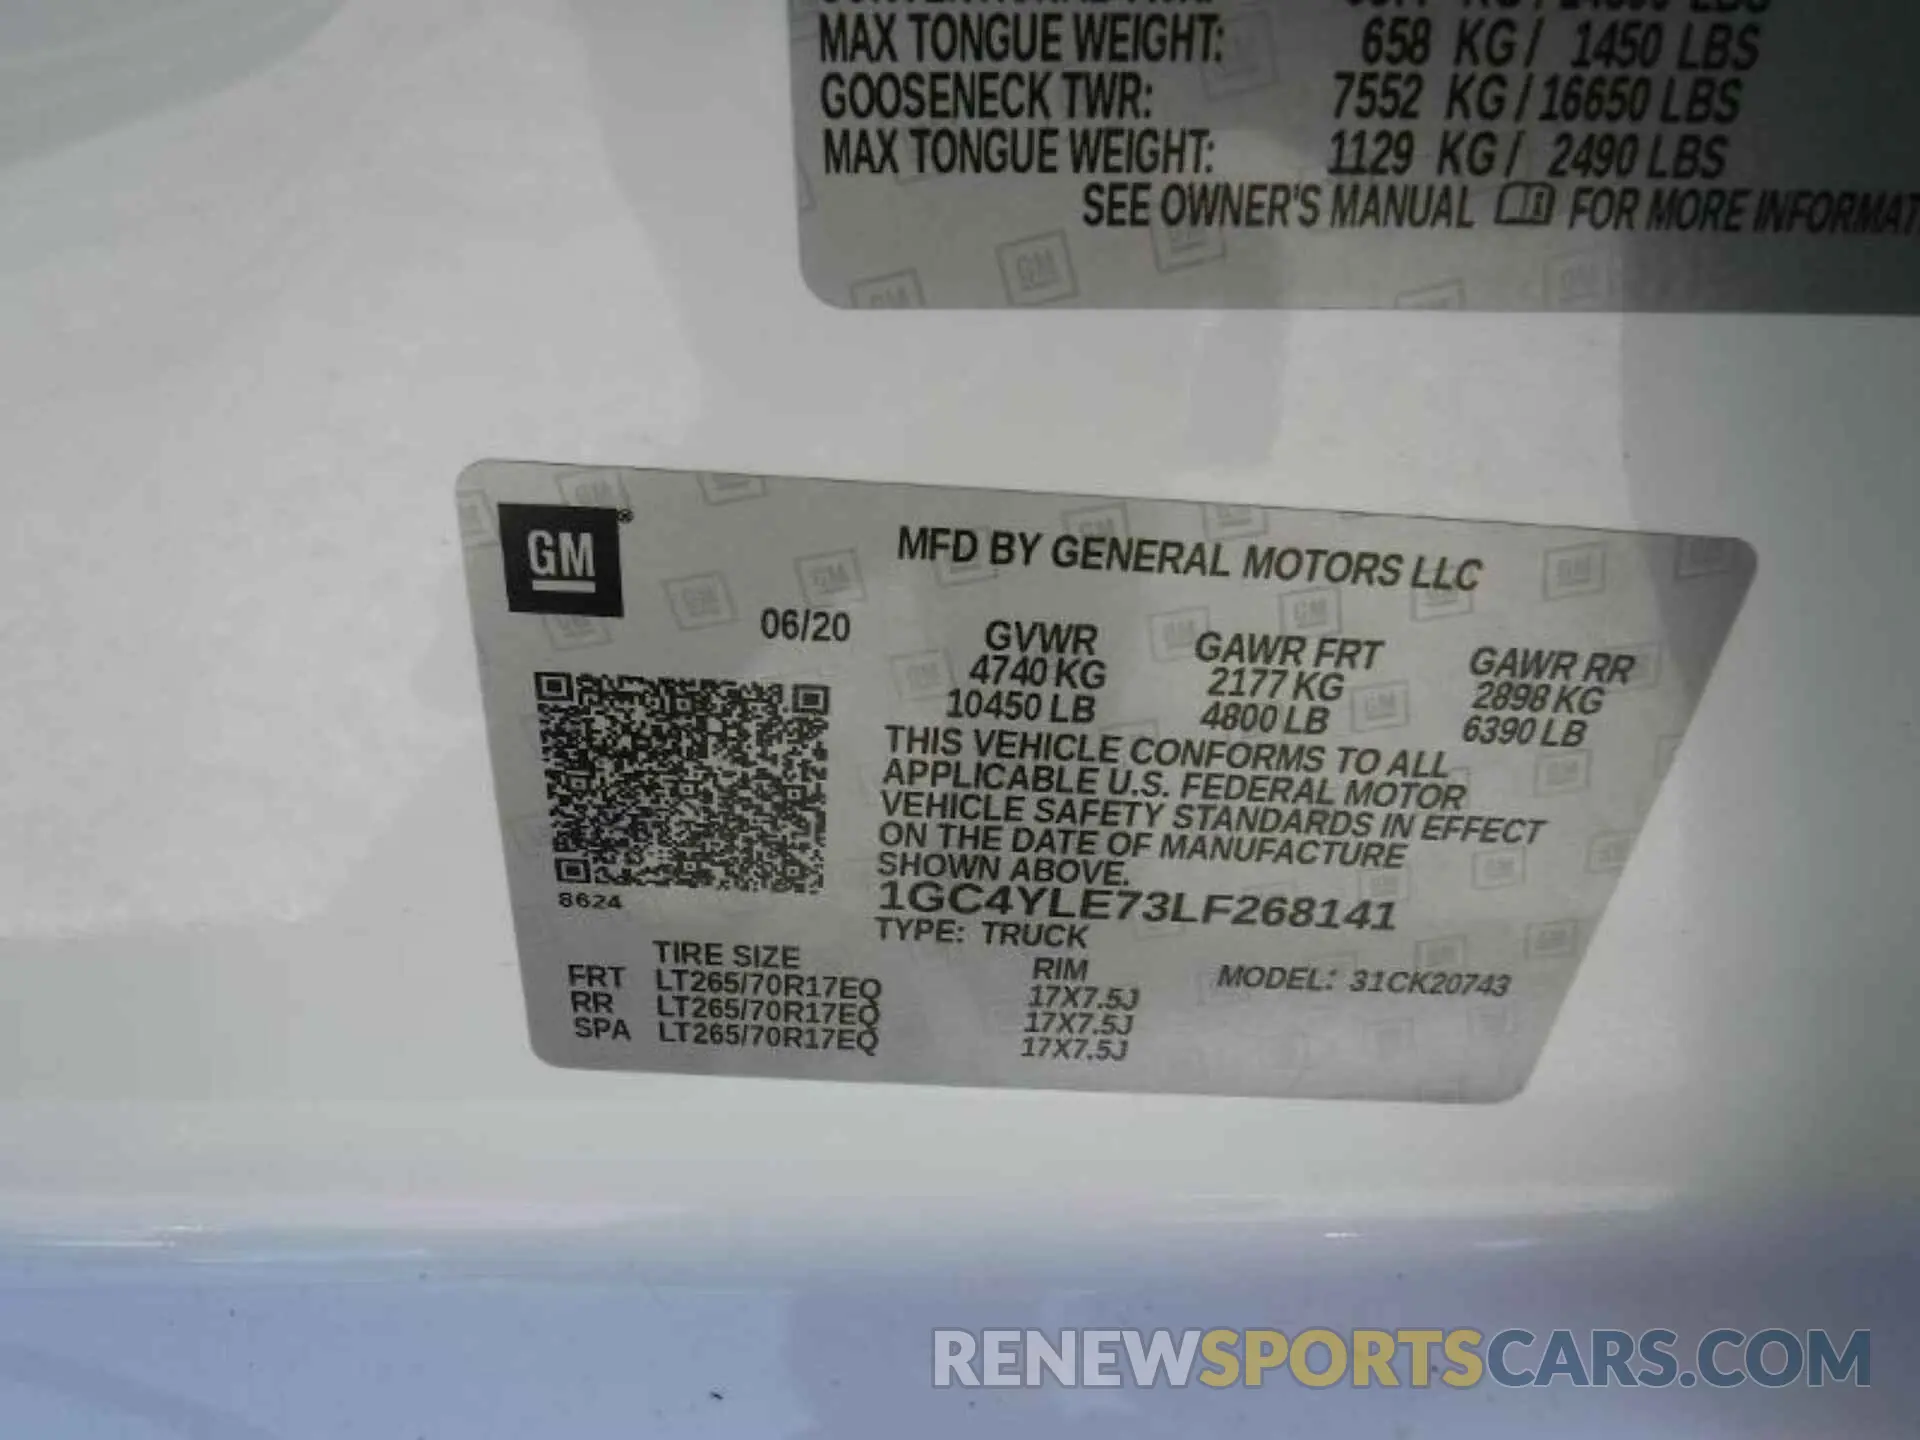 MAX TONGUE WEIGHT: 658 KG / 1450 LBS
GOOSENECK TWR: 7552 KG / 16650 LBS
MAX TONGUE WEIGHT: 1129 KG / 2490 LBS
SEE OWNER'S MANUAL FOR MORE
GM®
MFD BY GENERAL MOTORS LLC
06/20
GVWR GAWR FRT GAWR RR
4740 KG 2177 KG 2898 KG
10450 LB 4800 LB 6390 LB
THIS VEHICLE CONFORMS TO ALL
APPLICABLE U.S. FEDERAL MOTOR
VEHICLE SAFETY STANDARDS IN EFFECT
ON THE DATE OF MANUFACTURE
SHOWN ABOVE.
8624
1GC4YLE73LF268141
TYPE: TRUCK
TIRE SIZE RIM MODEL: 31CK20743
FRT LT265/70R17EQ 17X7.5J
RR LT265/70R17EQ 17X7.5J
SPA LT265/70R17EQ 17X7.5J
RENEWSPORTSCARS.COM